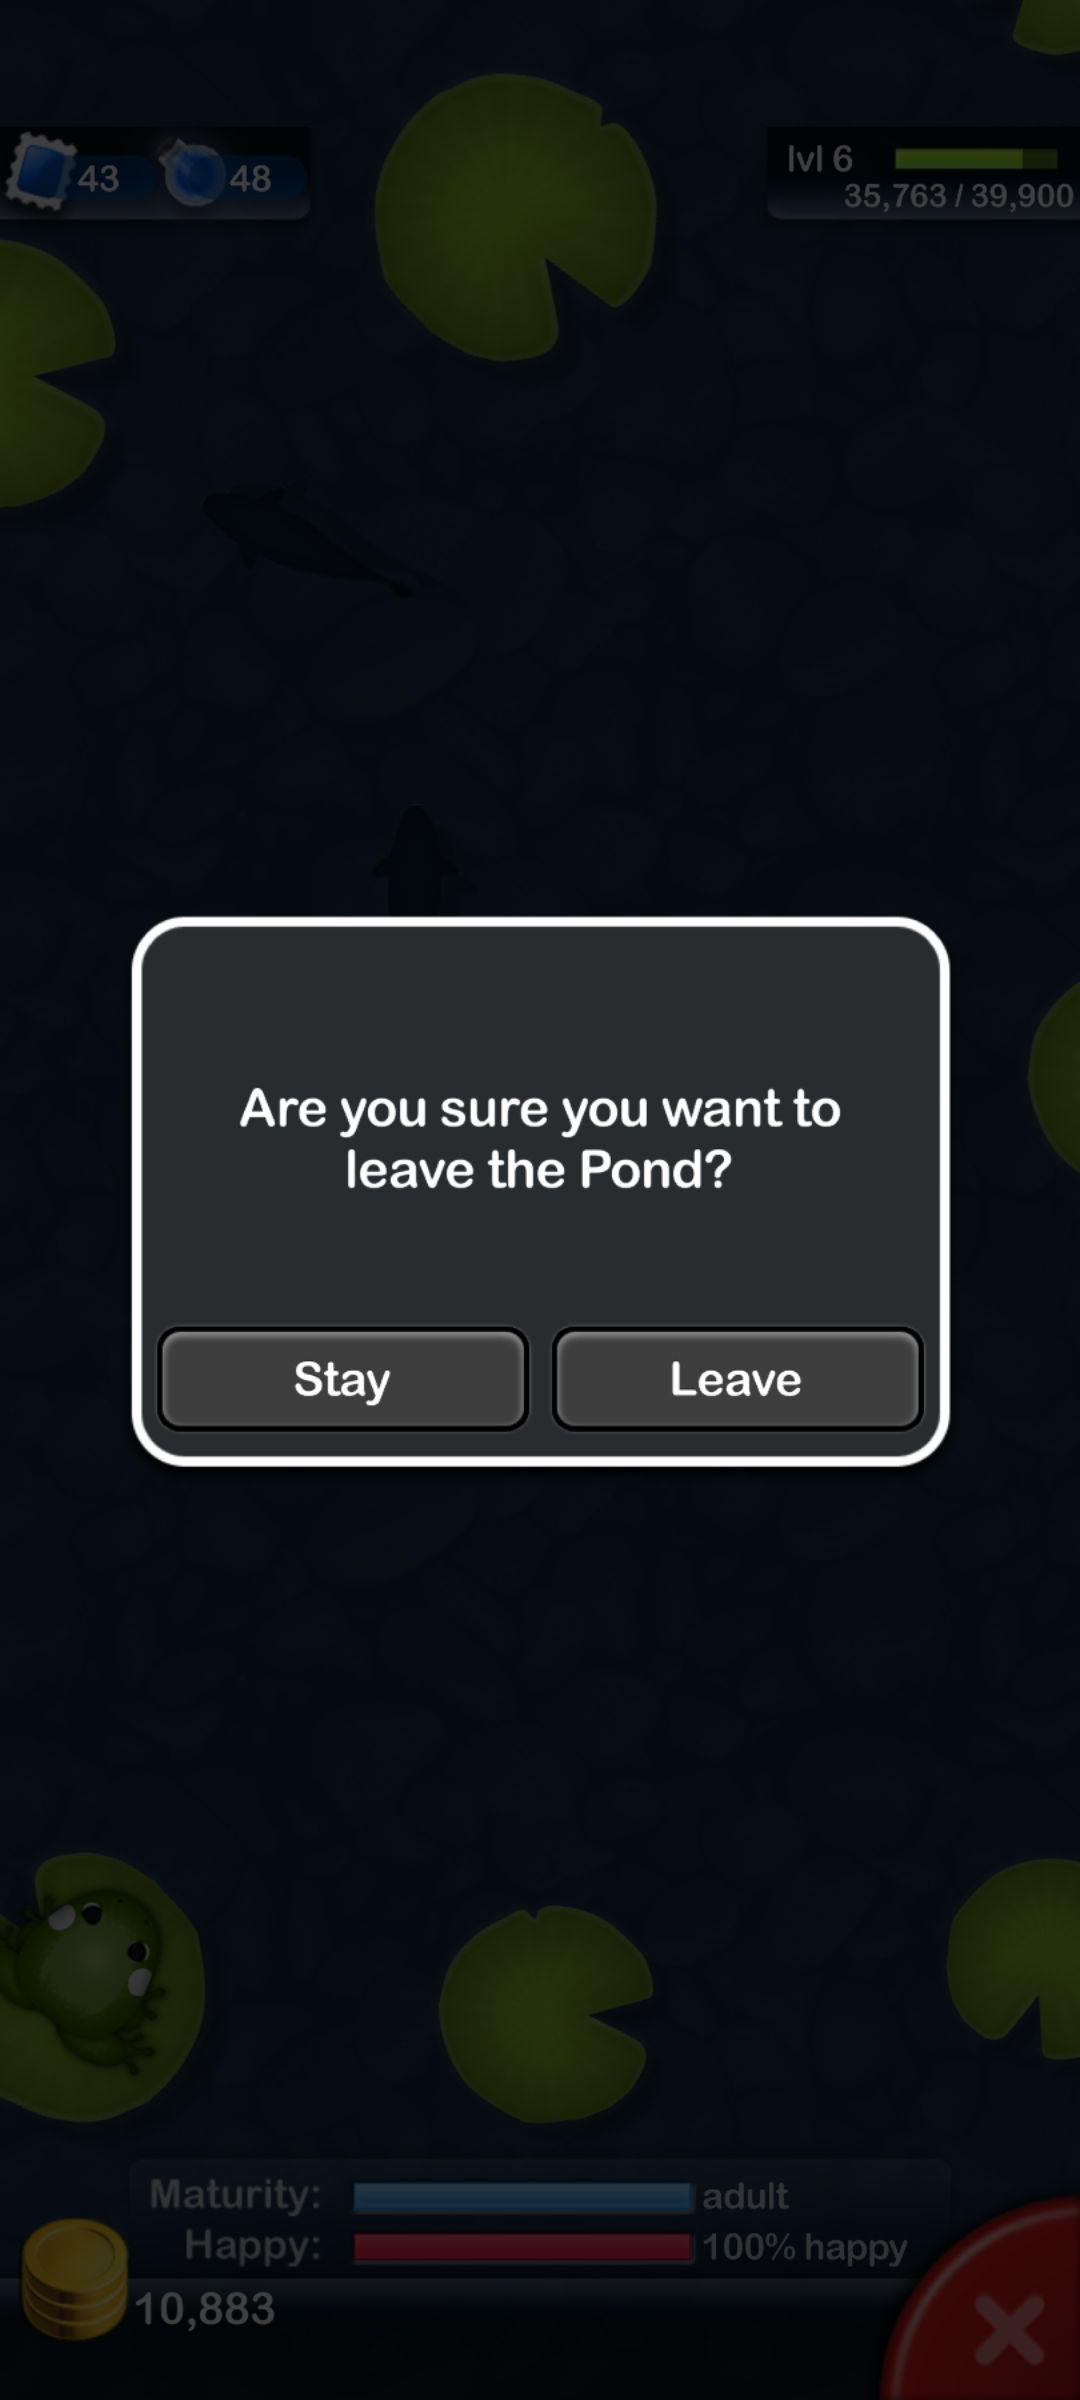 43 48
lvl 6
35,763 / 39,900
Are you sure you want to
leave the Pond?
Stay Leave
Maturity: adult
Happy: 100% happy
10,883